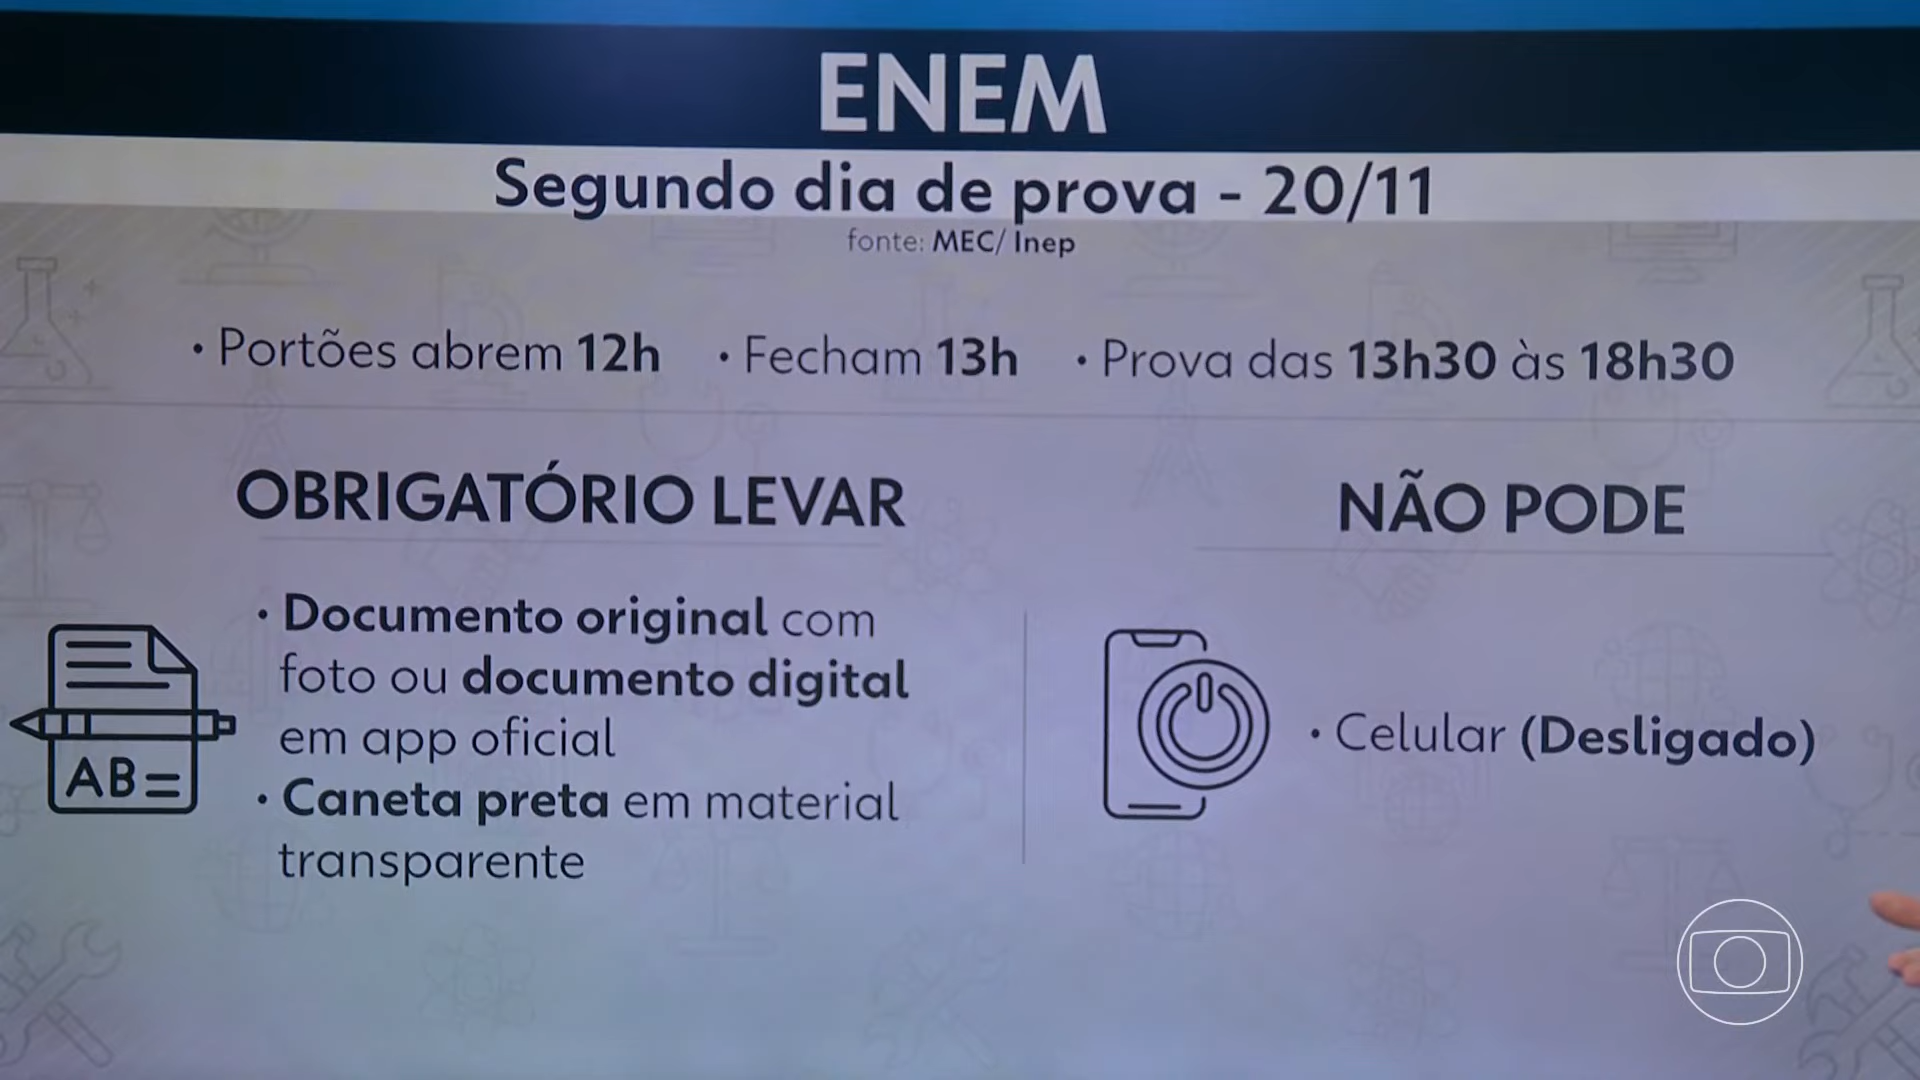 ENEM
Segundo dia de prova - 20/11
fonte: MEC/ Inep
• Portões abrem 12h • Fecham 13h • Prova das 13h30 às 18h30
OBRIGATÓRIO LEVAR
• Documento original com
foto ou documento digital
em app oficial
• Caneta preta em material
transparente
AB=
NÃO PODE
• Celular (Desligado)